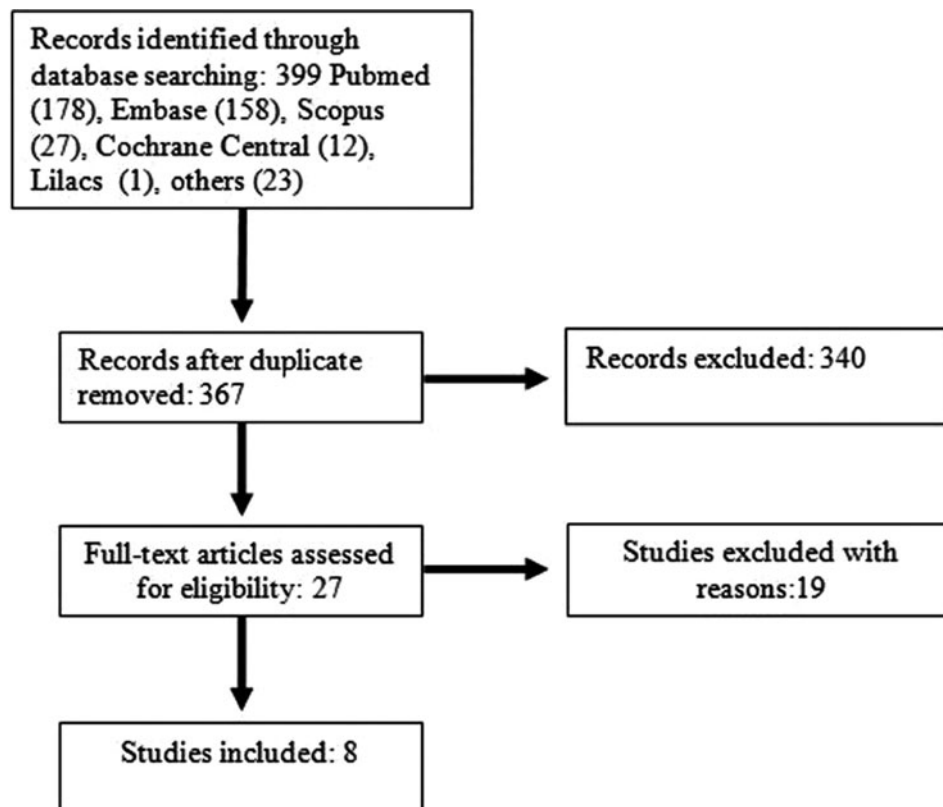 Records identified through
database searching: 399 Pubmed
(178), Embase (158), Scopus
(27), Cochrane Central (12),
Lilacs (1), others (23)
Records after duplicate
removed: 367
Records excluded: 340
Full-text articles assessed
for eligibility: 27
Studies excluded with
reasons:19
Studies included: 8